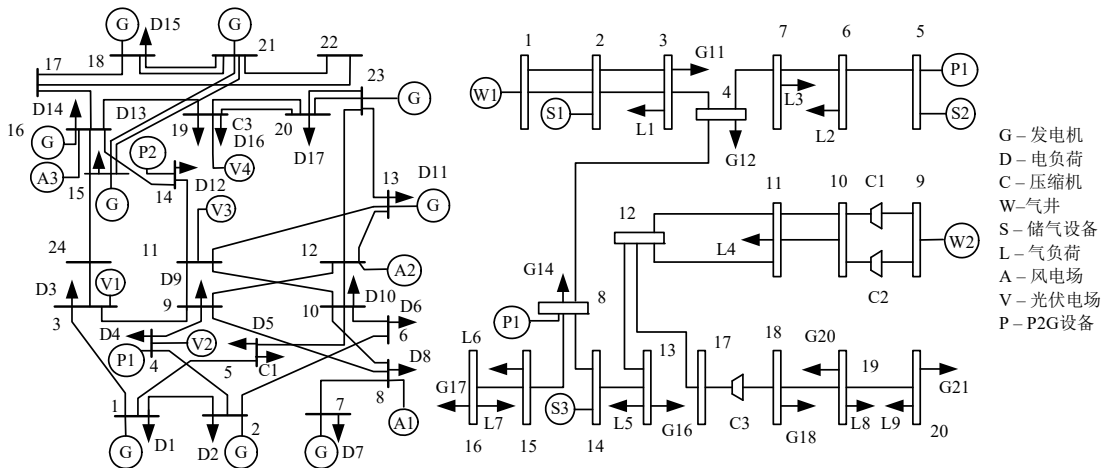 G
D15
G
21
22
18
17
23
D14
D13
G
16
G
19
C3
D16
20
D17
P2
A3
V4
15
14
D12
13
D11
G
G
V3
24
11
12
A2
V1
D9
D3
9
10
D10
D6
3
D4
V2
D5
6
P1
4
5
C1
D8
8
1
2
7
A1
G
D1
D2
G
G
D7
1
2
3
7
6
5
G11
P1
W1
4
L3
S1
L1
L2
S2
G12
11
10
C1
9
12
L4
W2
G14
C2
8
P1
13
17
18
G20
19
L6
G17
L7
S3
L5
G16
C3
G18
L8
L9
G21
16
15
14
20
G – 发电机
D – 电负荷
C – 压缩机
W–气井
S – 储气设备
L – 气负荷
A – 风电场
V – 光伏电场
P – P2G设备